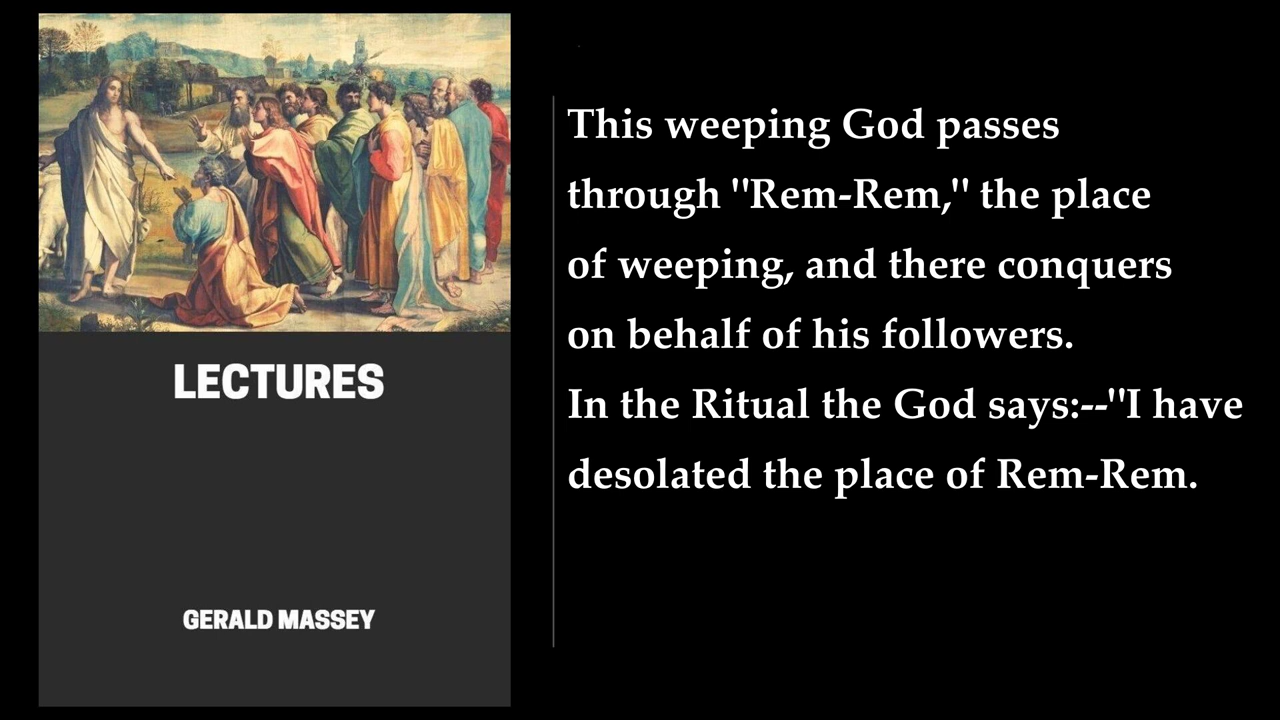 LECTURES
GERALD MASSEY
This weeping God passes
through "Rem-Rem," the place
of weeping, and there conquers
on behalf of his followers.
In the Ritual the God says:--"I have
desolated the place of Rem-Rem.